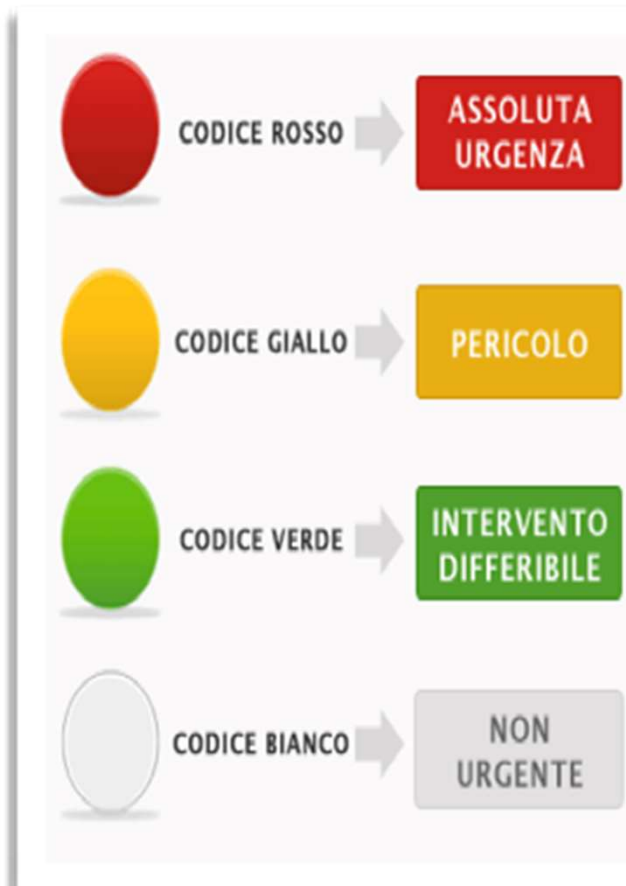 CODICE ROSSO
ASSOLUTA
URGENZA
CODICE GIALLO
PERICOLO
CODICE VERDE
INTERVENTO
DIFFERIBILE
CODICE BIANCO
NON
URGENTE